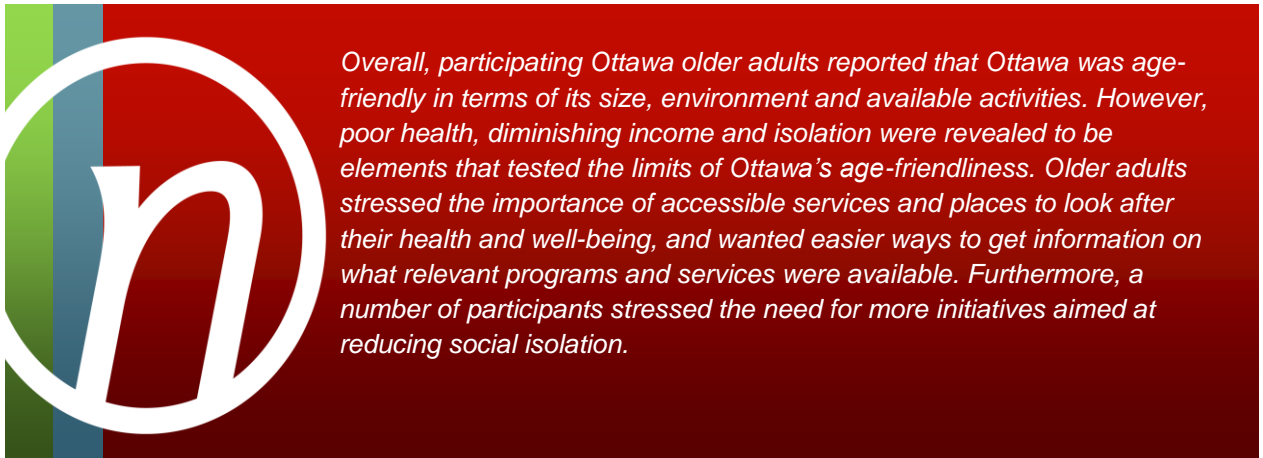 Overall, participating Ottawa older adults reported that Ottawa was age-
friendly in terms of its size, environment and available activities. However,
poor health, diminishing income and isolation were revealed to be
elements that tested the limits of Ottawa's age-friendliness. Older adults
stressed the importance of accessible services and places to look after
their health and well-being, and wanted easier ways to get information on
what relevant programs and services were available. Furthermore, a
number of participants stressed the need for more initiatives aimed at
reducing social isolation.
n